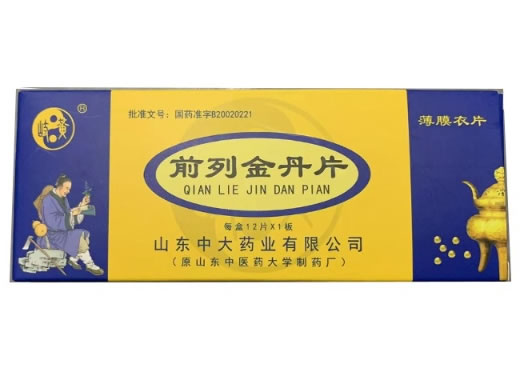 岐黄
R
批准文号：国药准字B20020221
薄膜衣片
前列金丹片
QIAN LIE JIN DAN PIAN
每盒12片X1板
山东中大药业有限公司
（原山东中医药大学制药厂）